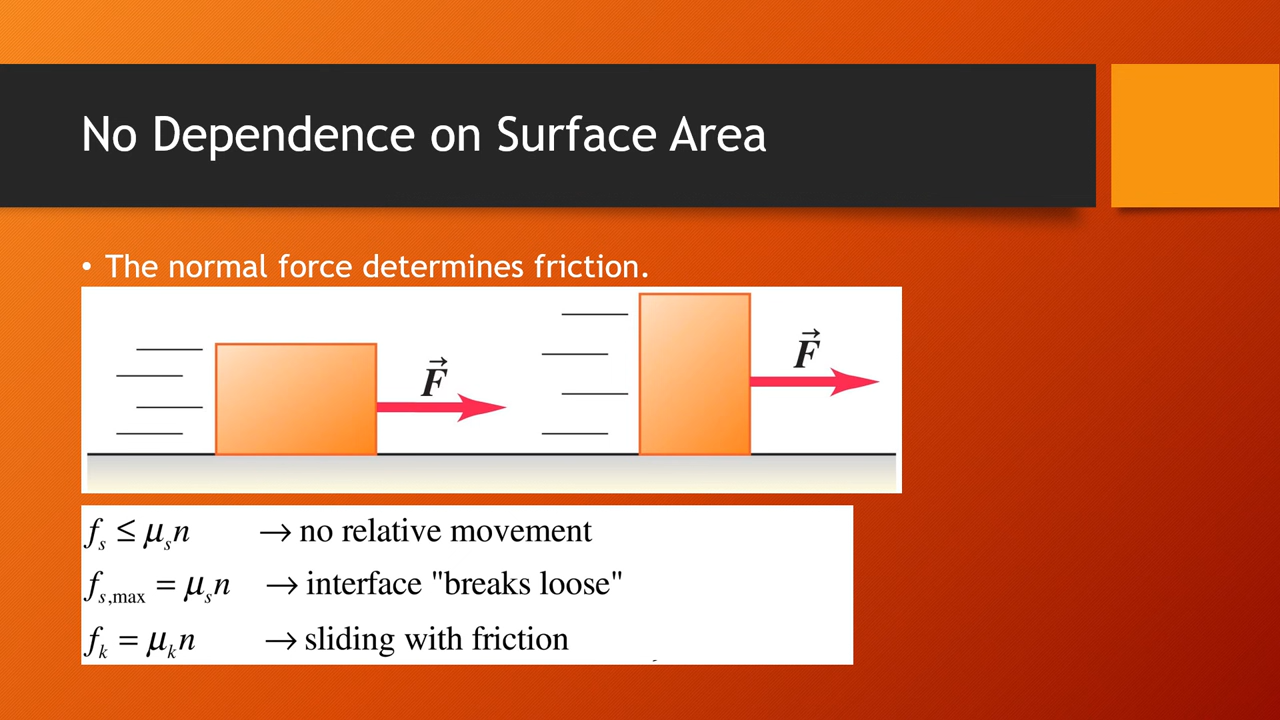 No Dependence on Surface Area
• The normal force determines friction.
F⃗
F⃗
fₛ ≤ μₛn → no relative movement
fₛ,max = μₛn → interface "breaks loose"
fₖ = μₖn → sliding with friction